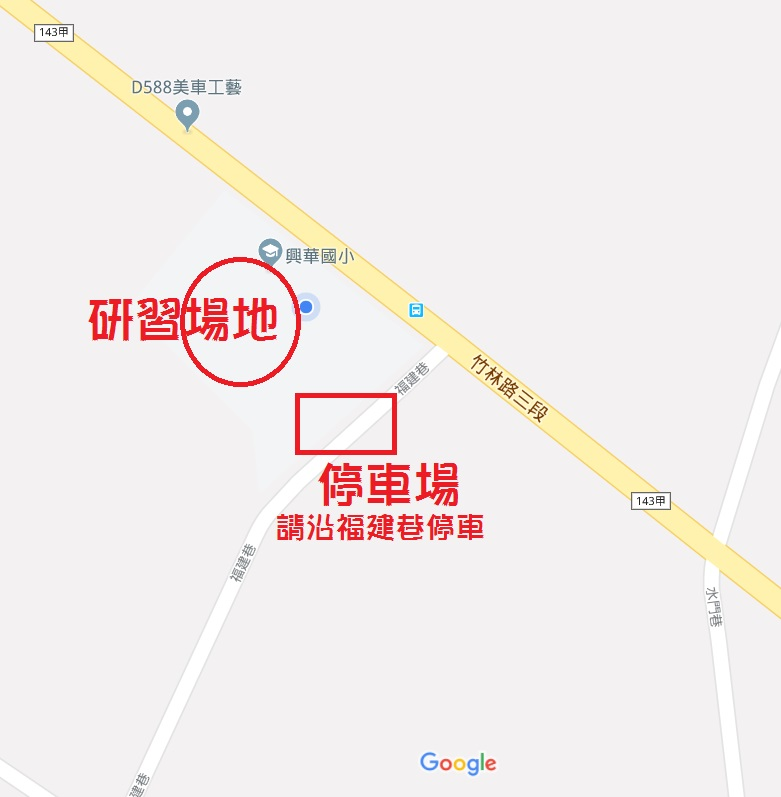 143甲
D588美車工藝
興華國小
研習場地
福建巷
竹林路三段
停車場
請沿福建巷停車
143甲
福建巷
水門巷
Google
建巷